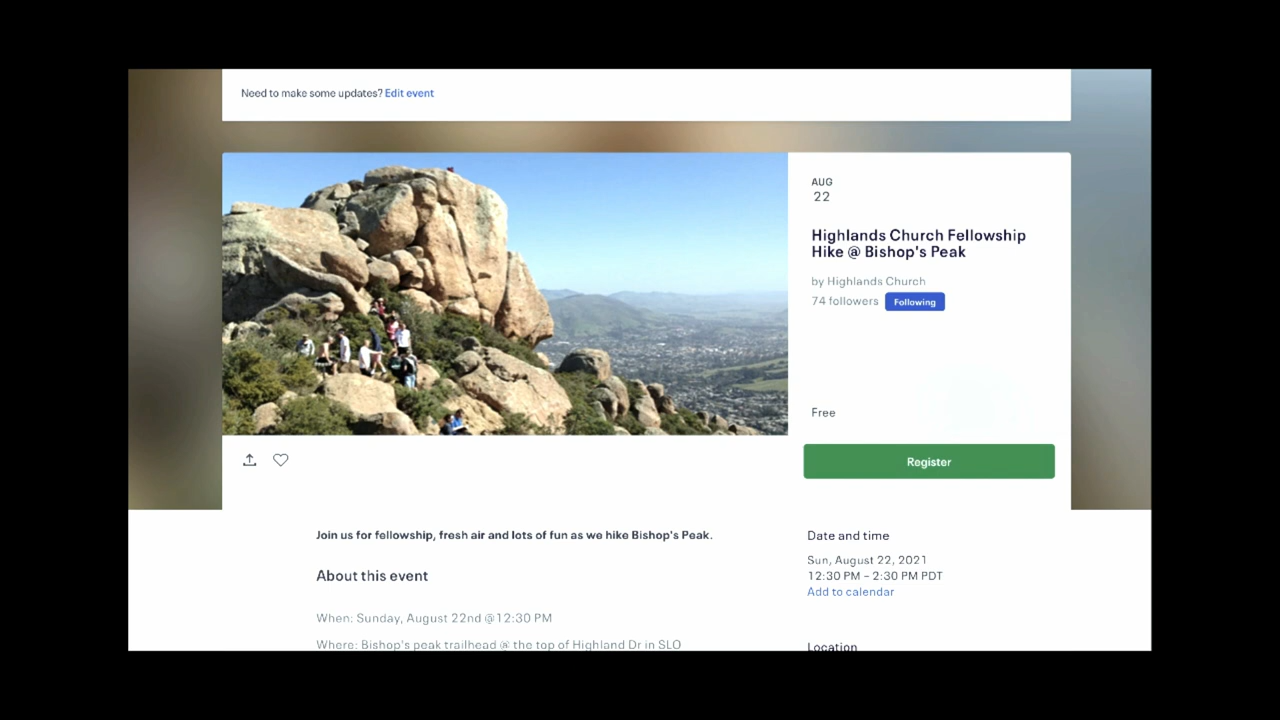 Need to make some updates? Edit event
AUG
22
Highlands Church Fellowship
Hike @ Bishop's Peak
by Highlands Church
74 followers Following
Free
Register
Join us for fellowship, fresh air and lots of fun as we hike Bishop's Peak.
About this event
When: Sunday, August 22nd @12:30 PM
Where: Bishop's peak trailhead @ the top of Highland Dr in SLO
Date and time
Sun, August 22, 2021
12:30 PM – 2:30 PM PDT
Add to calendar
Location